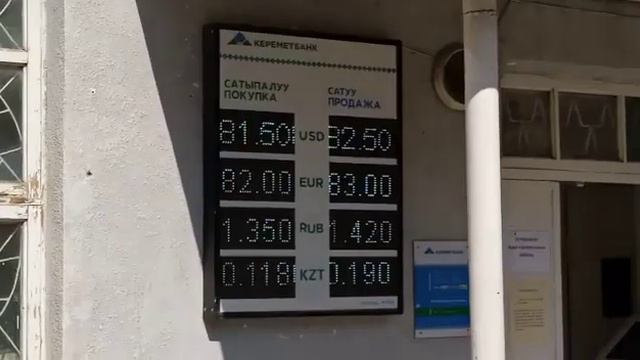 КЕРЕМЕТБАНК
САТЫПАЛУУ САТУУ
ПОКУПКА ПРОДАЖА
81.50 USD 82.50
82.00 EUR 83.00
1.350 RUB 1.420
0.118 KZT 0.190